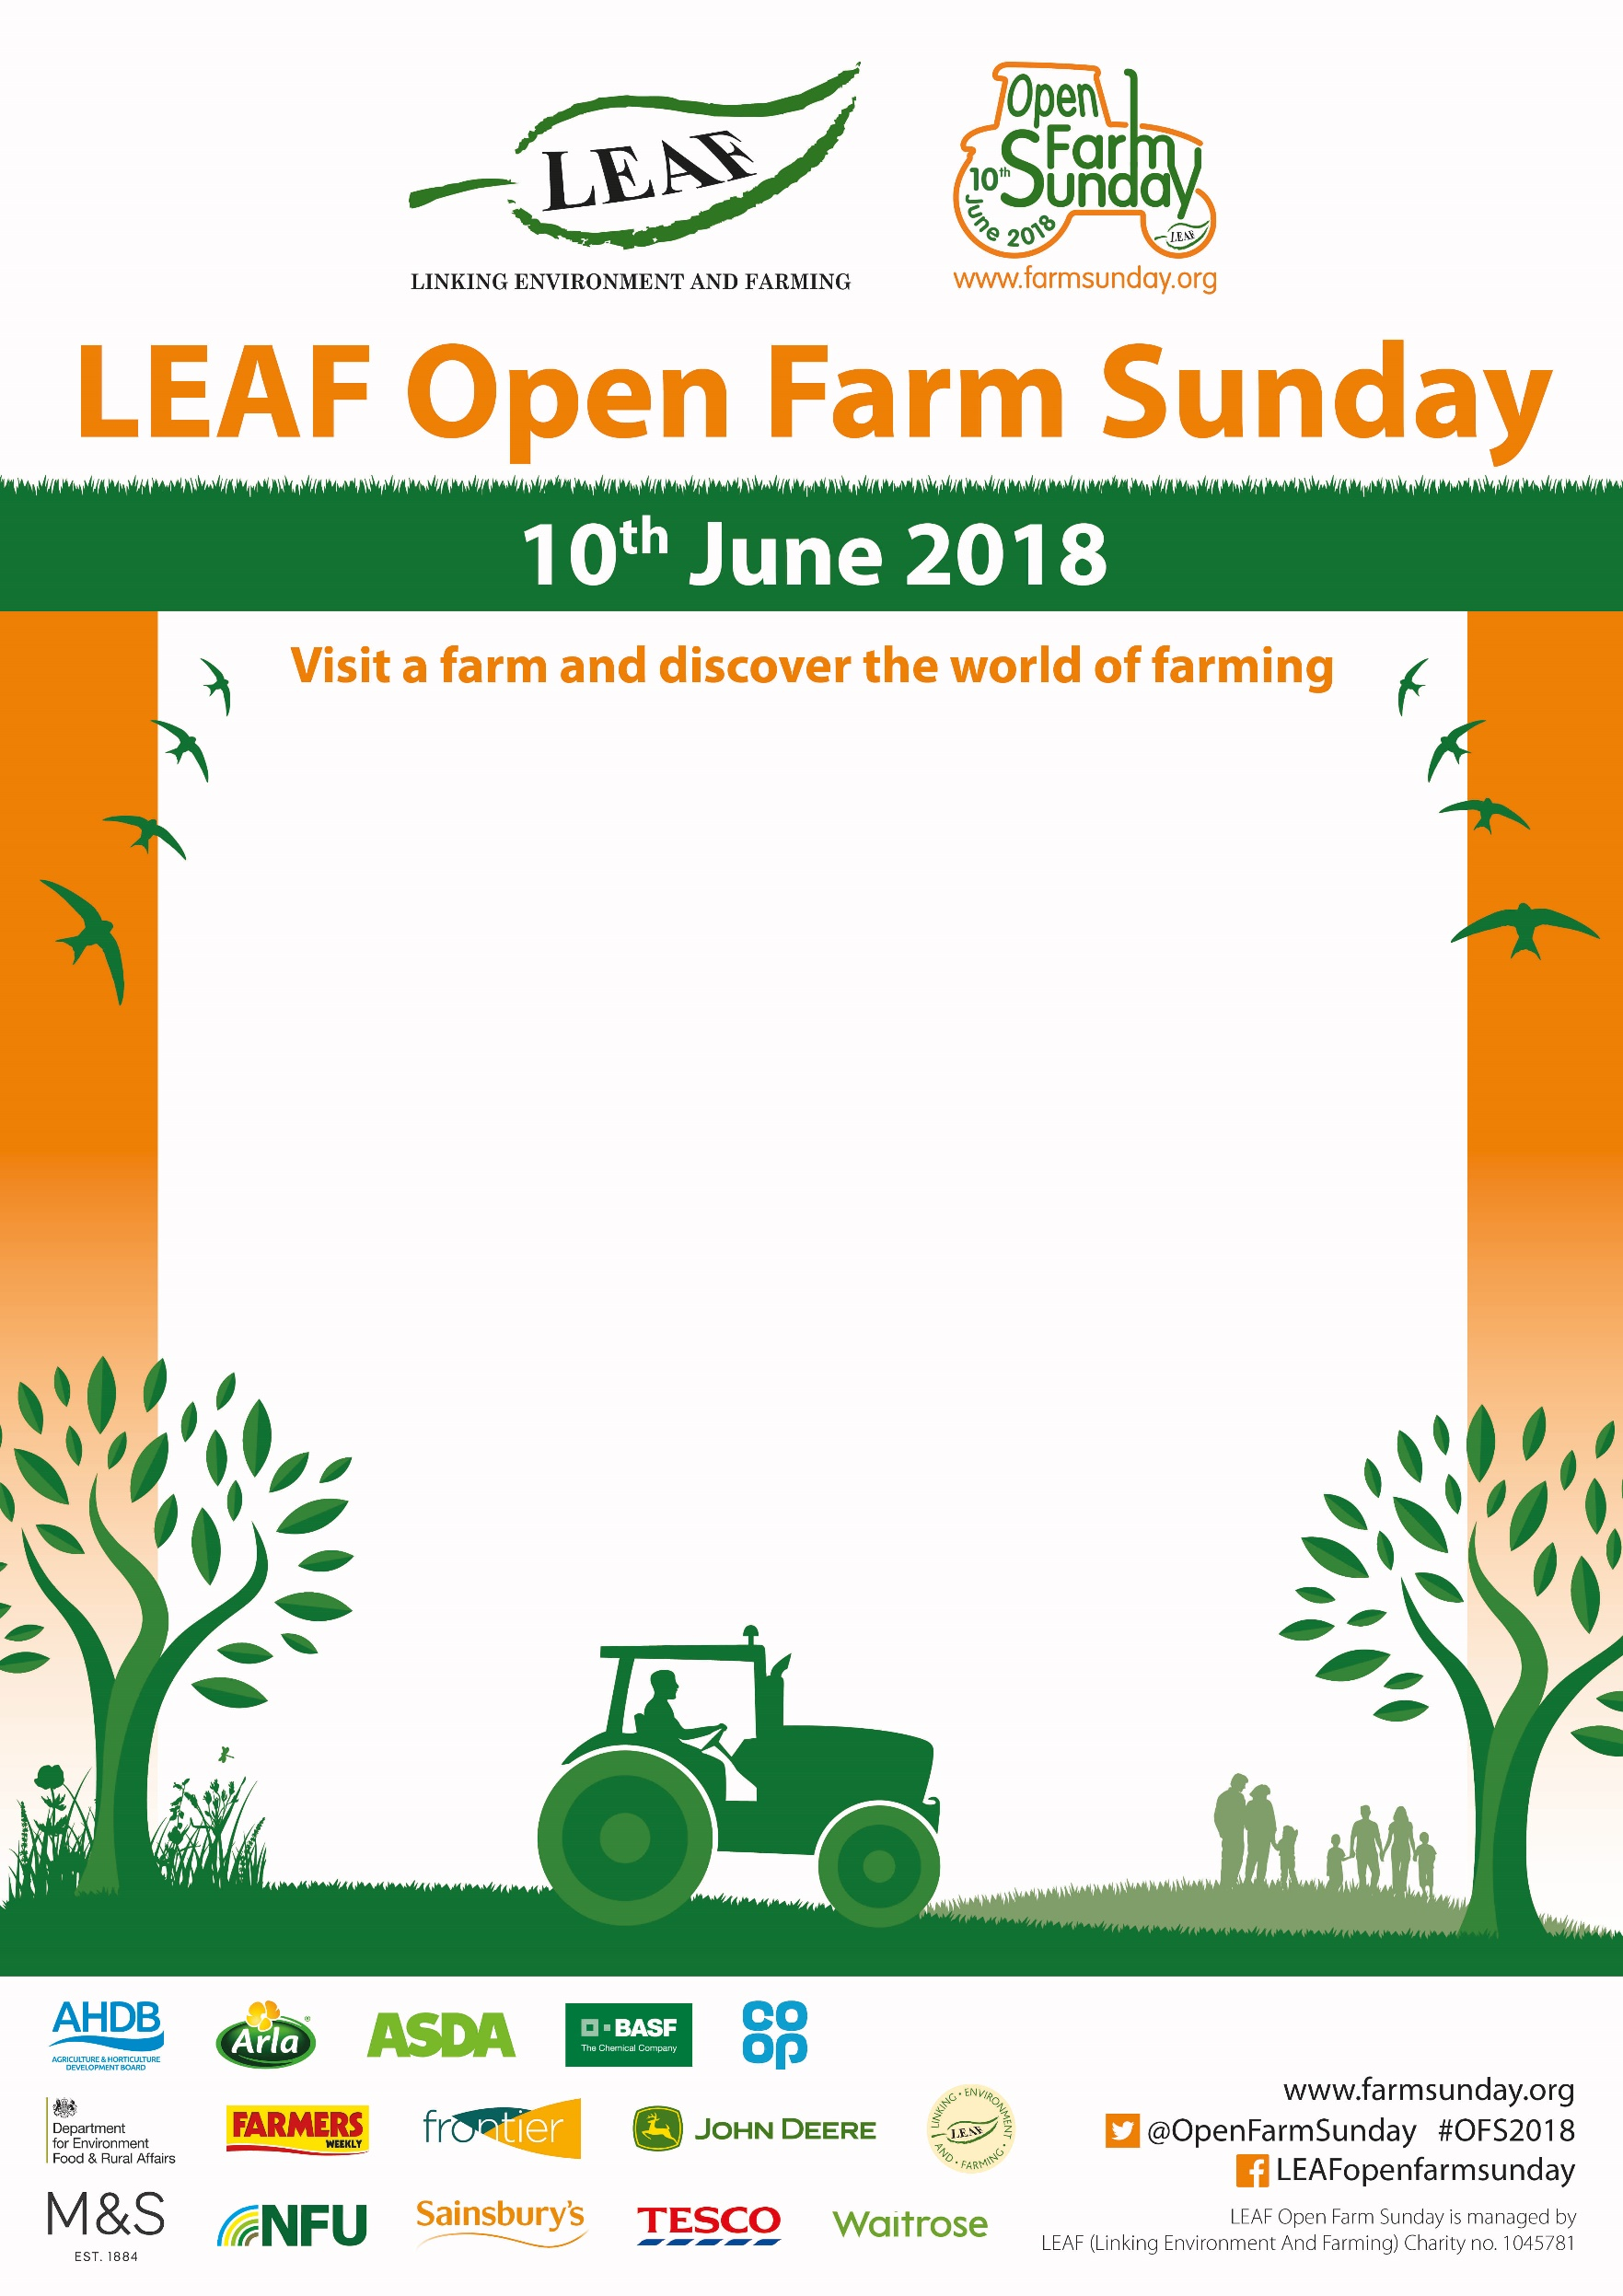 LEAF
LINKING ENVIRONMENT AND FARMING
Open
Farm
Sunday
10th
June 2018
LEAF
www.farmsunday.org
LEAF Open Farm Sunday
10th June 2018
Visit a farm and discover the world of farming
AHDB
AGRICULTURE & HORTICULTURE
DEVELOPMENT BOARD
Arla®
ASDA
BASF
The Chemical Company
CO
OP
Department
for Environment
Food & Rural Affairs
FARMERS
WEEKLY
frontier
JOHN DEERE
LINKING • ENVIRONMENT
LEAF
AND • FARMING •
M&S
EST. 1884
NFU
Sainsbury's
TESCO
Waitrose
www.farmsunday.org
@OpenFarmSunday #OFS2018
LEAFopenfarmsunday
LEAF Open Farm Sunday is managed by
LEAF (Linking Environment And Farming) Charity no. 1045781